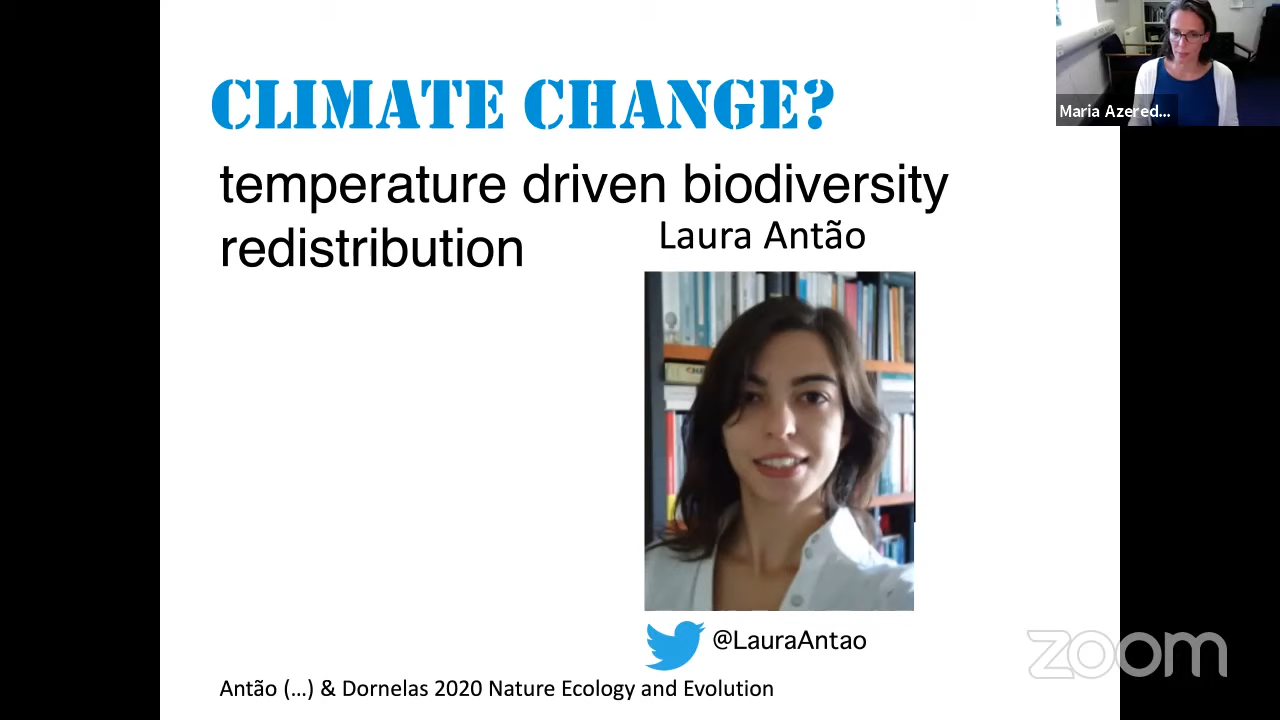 CLIMATE CHANGE?
temperature driven biodiversity
redistribution
Laura Antão
@LauraAntao
Antão (...) & Dornelas 2020 Nature Ecology and Evolution
Maria Azered...
zoom